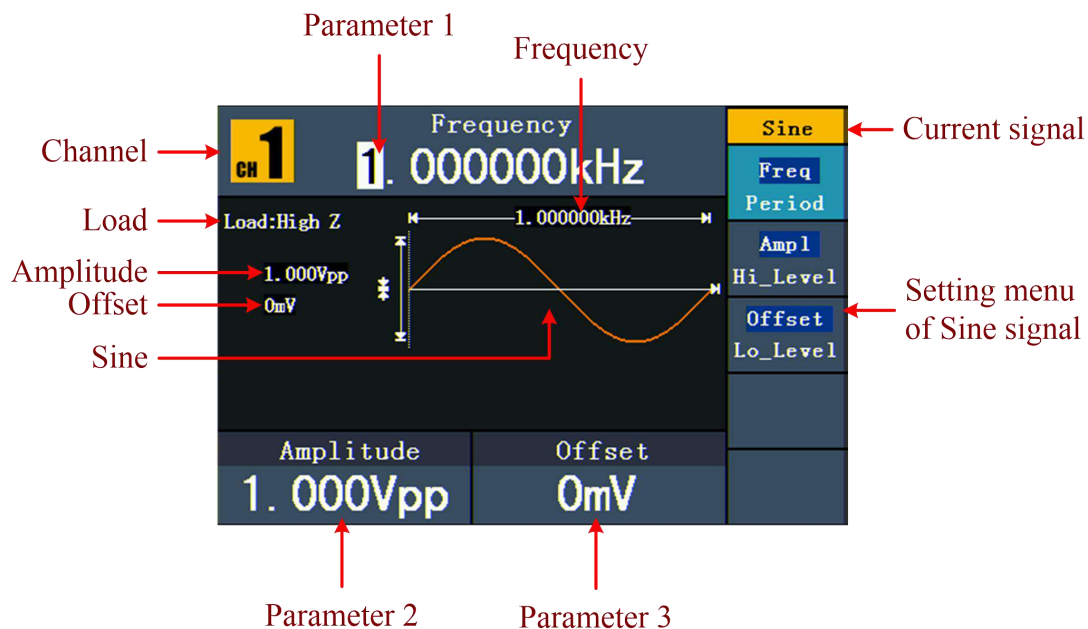 Parameter 1
Frequency
Channel
CH 1
Frequency
1. 000000kHz
Sine
Current signal
Freq
Period
Load
Load:High Z
1. 000000kHz
Amplitude
1. 000Vpp
Ampl
Hi_Level
Offset
0mV
Offset
Lo_Level
Setting menu
of Sine signal
Sine
Amplitude
1. 000Vpp
Offset
0mV
Parameter 2
Parameter 3